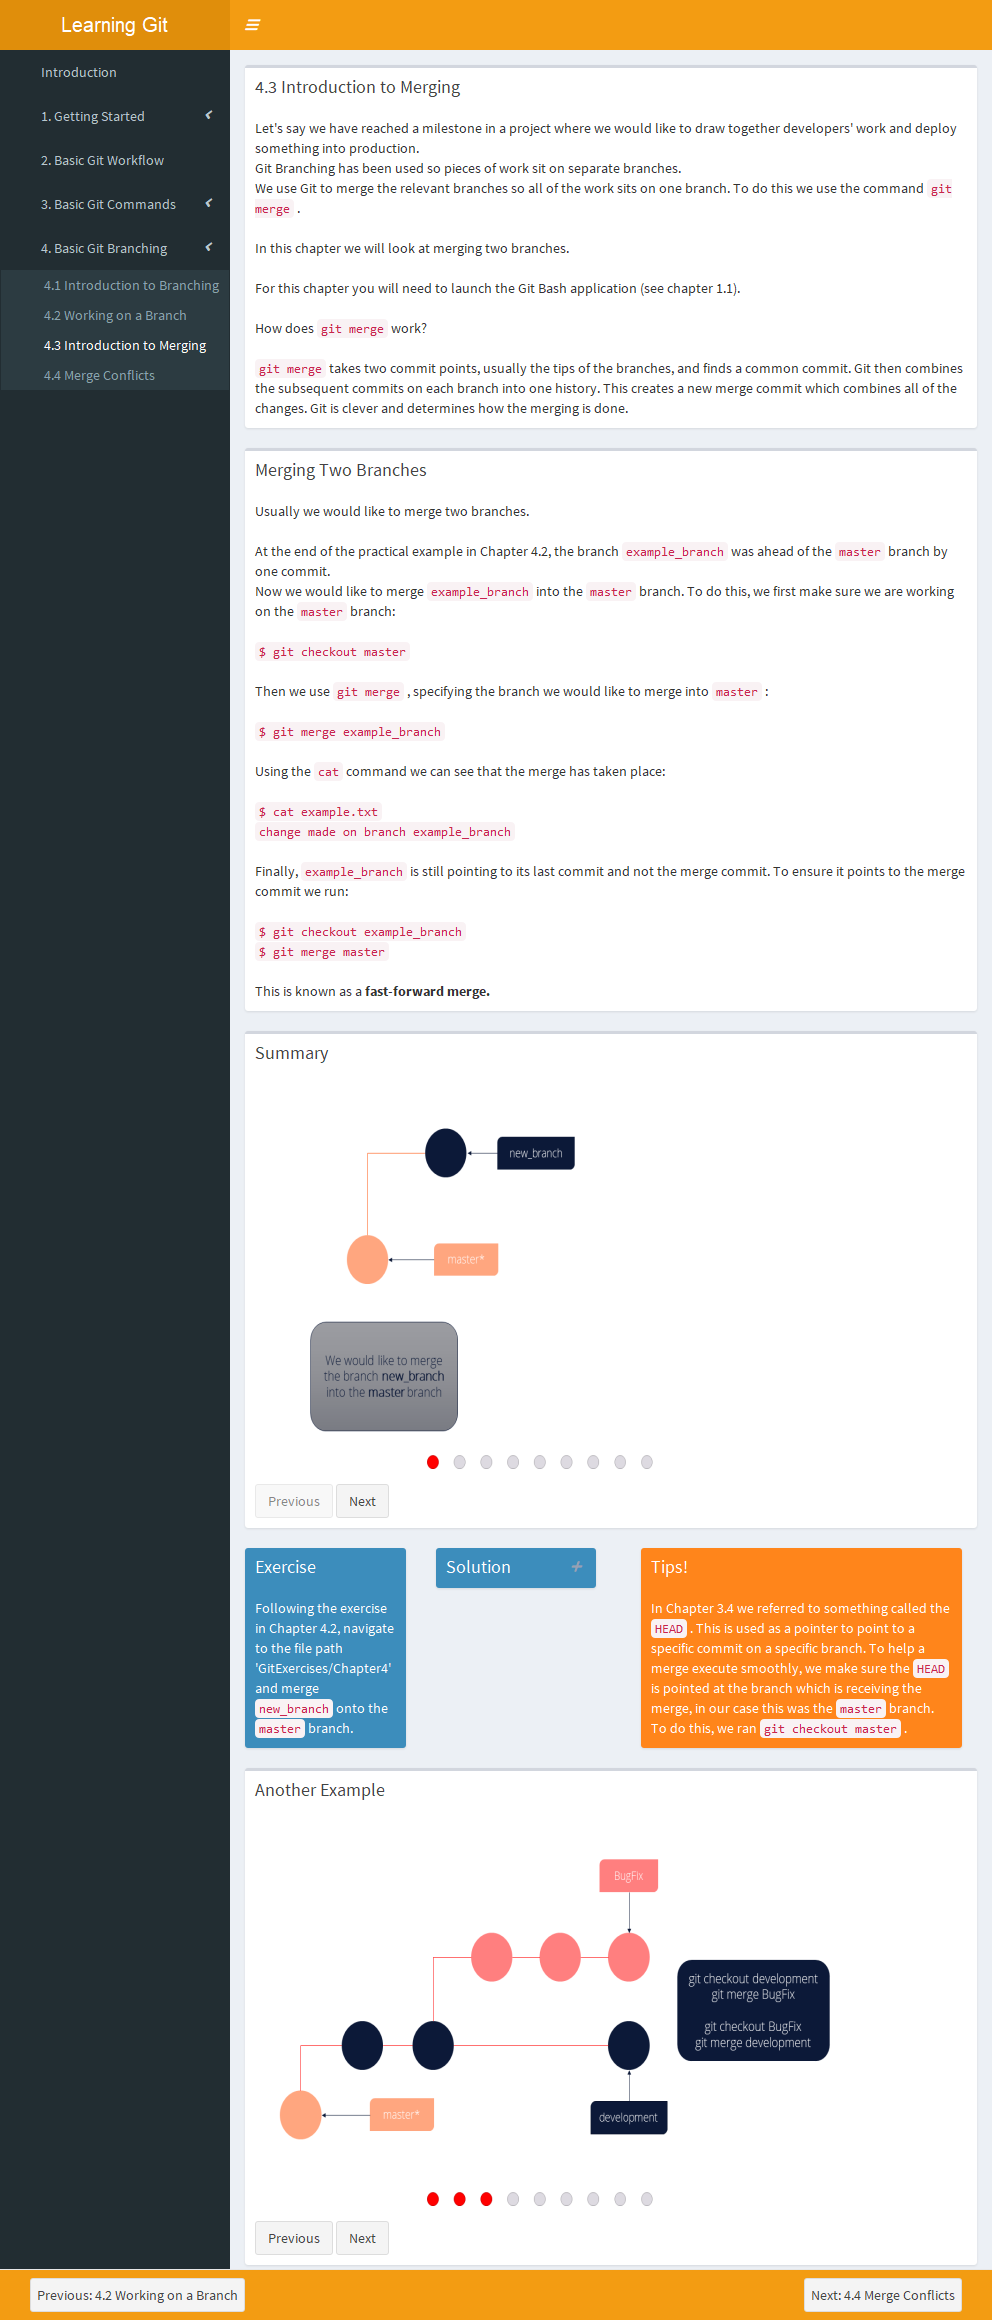 Learning Git
Introduction
1. Getting Started
2. Basic Git Workflow
3. Basic Git Commands
4. Basic Git Branching
4.1 Introduction to Branching
4.2 Working on a Branch
4.3 Introduction to Merging
4.4 Merge Conflicts
4.3 Introduction to Merging
Let's say we have reached a milestone in a project where we would like to draw together developers' work and deploy
something into production.
Git Branching has been used so pieces of work sit on separate branches.
We use Git to merge the relevant branches so all of the work sits on one branch. To do this we use the command git
merge .
In this chapter we will look at merging two branches.
For this chapter you will need to launch the Git Bash application (see chapter 1.1).
How does git merge work?
git merge takes two commit points, usually the tips of the branches, and finds a common commit. Git then combines
the subsequent commits on each branch into one history. This creates a new merge commit which combines all of the
changes. Git is clever and determines how the merging is done.
Merging Two Branches
Usually we would like to merge two branches.
At the end of the practical example in Chapter 4.2, the branch example_branch was ahead of the master branch by
one commit.
Now we would like to merge example_branch into the master branch. To do this, we first make sure we are working
on the master branch:
$ git checkout master
Then we use git merge , specifying the branch we would like to merge into master :
$ git merge example_branch
Using the cat command we can see that the merge has taken place:
$ cat example.txt
change made on branch example_branch
Finally, example_branch is still pointing to its last commit and not the merge commit. To ensure it points to the merge
commit we run:
$ git checkout example_branch
$ git merge master
This is known as a fast-forward merge.
Summary
new_branch
master*
We would like to merge
the branch new_branch
into the master branch
Previous
Next
Exercise
Following the exercise
in Chapter 4.2, navigate
to the file path
'GitExercises/Chapter4'
and merge
new_branch onto the
master branch.
Solution
Tips!
In Chapter 3.4 we referred to something called the
HEAD . This is used as a pointer to point to a
specific commit on a specific branch. To help a
merge execute smoothly, we make sure the HEAD
is pointed at the branch which is receiving the
merge, in our case this was the master branch.
To do this, we ran git checkout master .
Another Example
BugFix
git checkout development
git merge BugFix
git checkout BugFix
git merge development
master*
development
Previous
Next
Previous: 4.2 Working on a Branch
Next: 4.4 Merge Conflicts